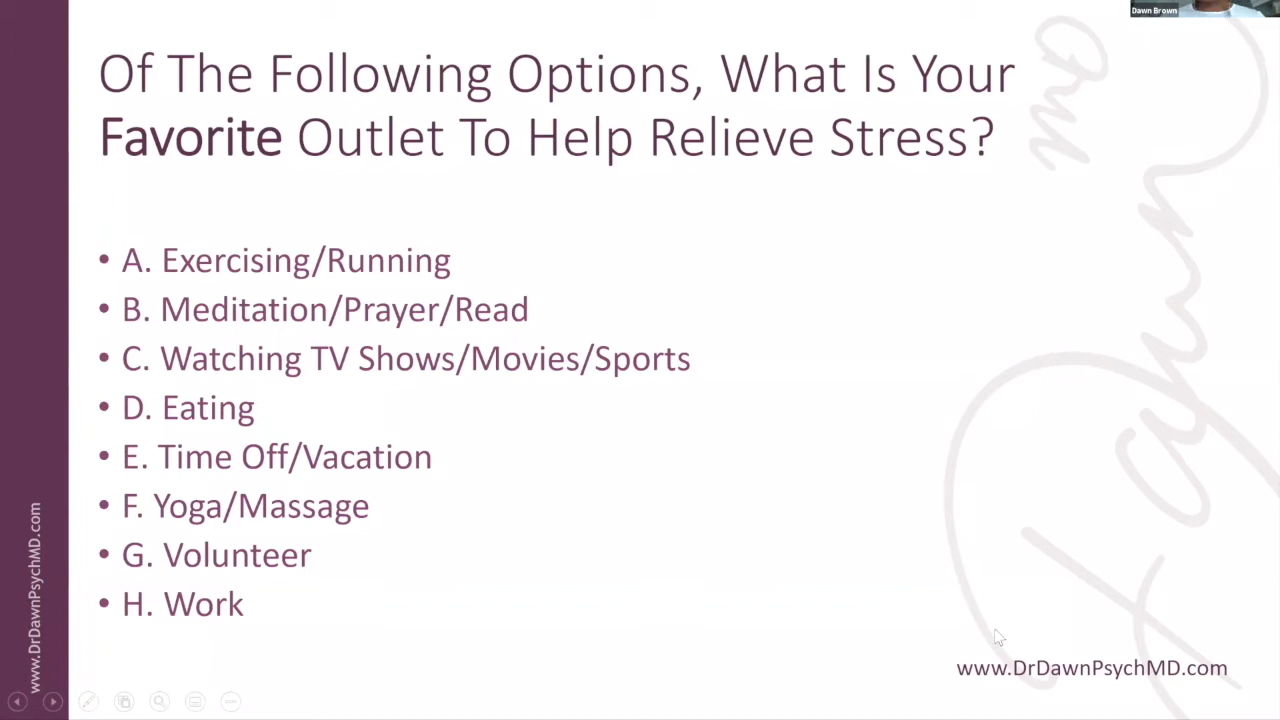 Dawn Brown
Of The Following Options, What Is Your
Favorite Outlet To Help Relieve Stress?
• A. Exercising/Running
• B. Meditation/Prayer/Read
• C. Watching TV Shows/Movies/Sports
• D. Eating
• E. Time Off/Vacation
• F. Yoga/Massage
• G. Volunteer
• H. Work
www.DrDawnPsychMD.com
www.DrDawnPsychMD.com